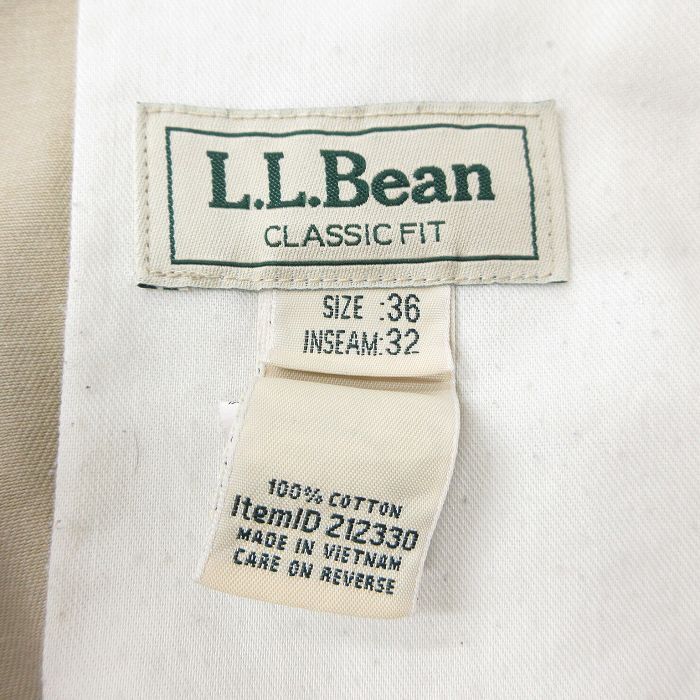 L.L.Bean
CLASSIC FIT
SIZE :36
INSEAM:32
100% COTTON
ItemID 212330
MADE IN VIETNAM
CARE ON REVERSE